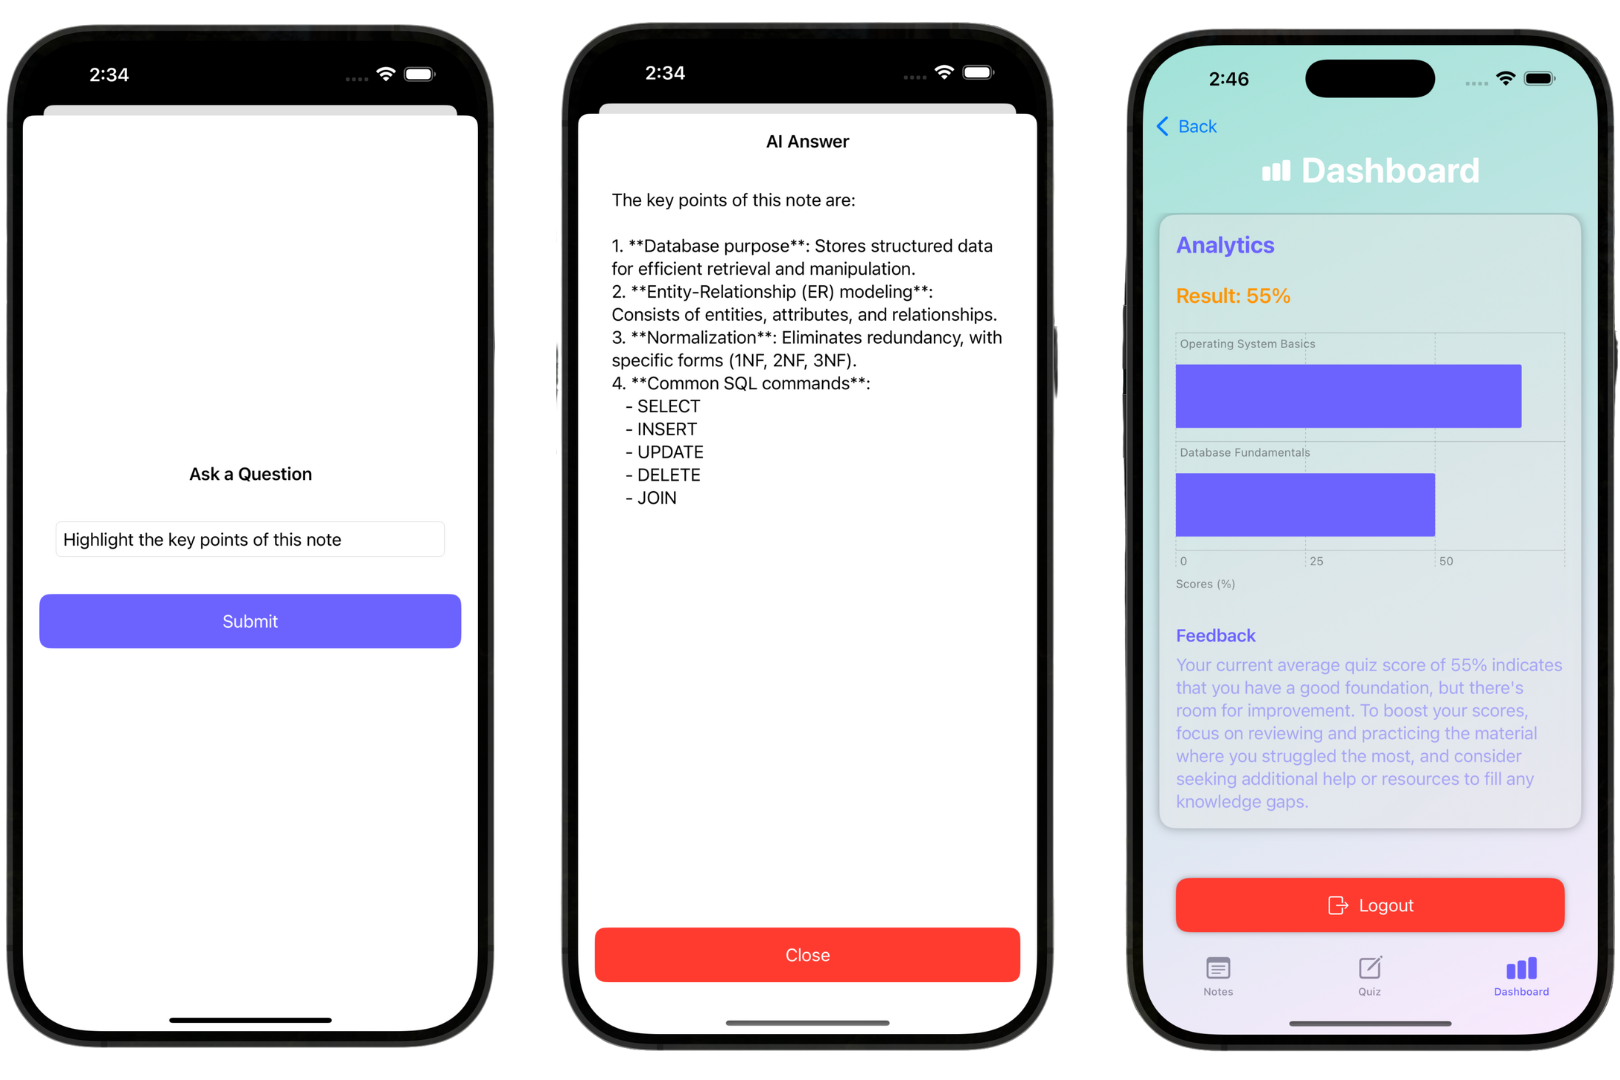 2:34
Ask a Question
Highlight the key points of this note
Submit
2:34
AI Answer
The key points of this note are:
1. **Database purpose**: Stores structured data
for efficient retrieval and manipulation.
2. **Entity-Relationship (ER) modeling**:
Consists of entities, attributes, and relationships.
3. **Normalization**: Eliminates redundancy, with
specific forms (1NF, 2NF, 3NF).
4. **Common SQL commands**:
- SELECT
- INSERT
- UPDATE
- DELETE
- JOIN
Close
2:46
Back
Dashboard
Analytics
Result: 55%
Operating System Basics
Database Fundamentals
0 25 50
Scores (%)
Feedback
Your current average quiz score of 55% indicates
that you have a good foundation, but there's
room for improvement. To boost your scores,
focus on reviewing and practicing the material
where you struggled the most, and consider
seeking additional help or resources to fill any
knowledge gaps.
Logout
Notes Quiz Dashboard